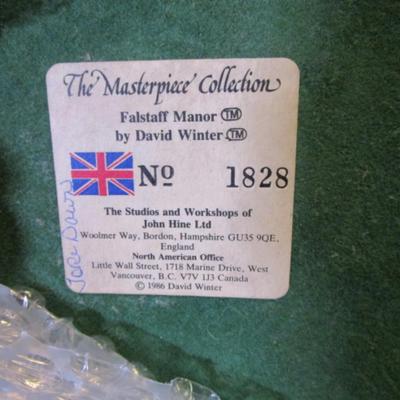 The Masterpiece Collection
Falstaff Manor TM
by David Winter TM
No 1828
The Studios and Workshops of
John Hine Ltd
Woolmer Way, Bordon, Hampshire GU35 9QE,
England
North American Office
Little Wall Street, 1718 Marine Drive, West
Vancouver, B.C. V7V 1J3 Canada
© 1986 David Winter